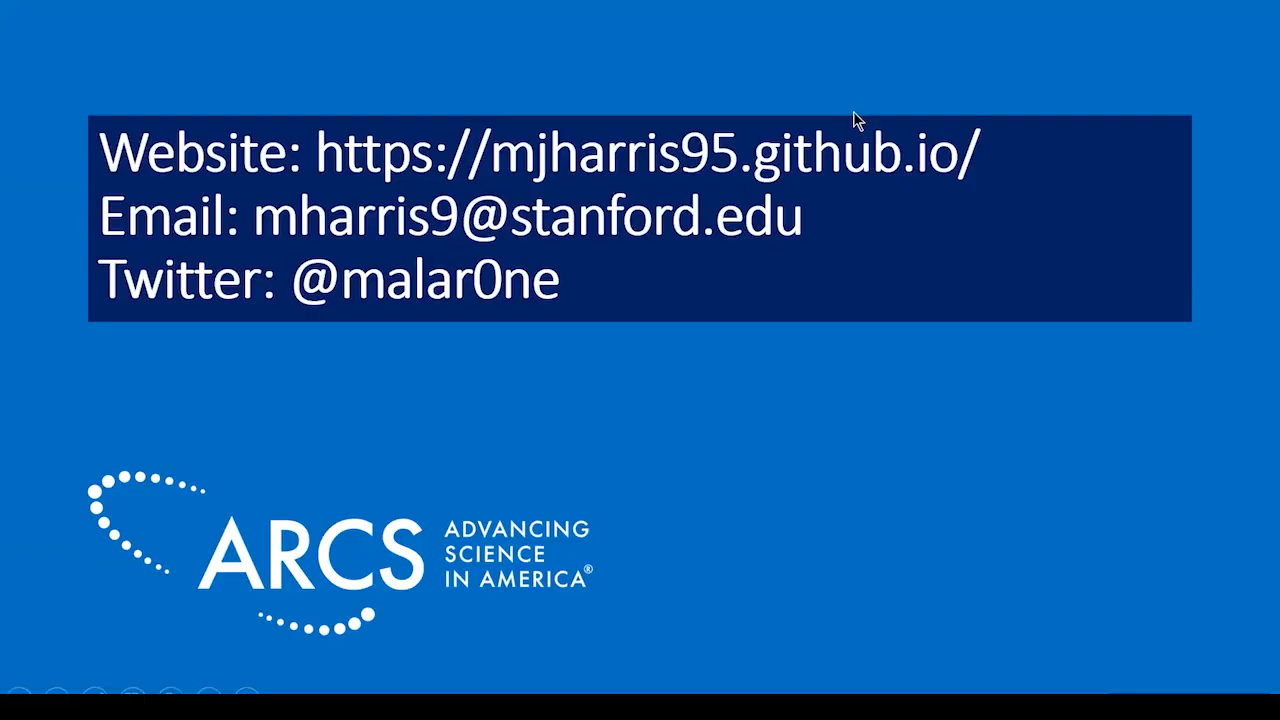 Website: https://mjharris95.github.io/
Email: mharris9@stanford.edu
Twitter: @malar0ne
ARCS
ADVANCING
SCIENCE
IN AMERICA®